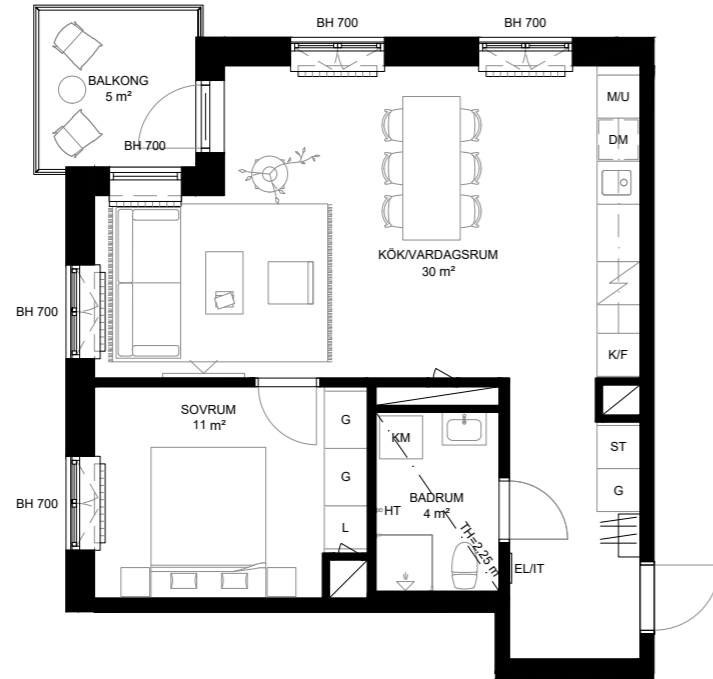 BH 700
BH 700
BALKONG
5 m²
M/U
DM
BH 700
KÖK/VARDAGSRUM
30 m²
BH 700
K/F
SOVRUM
11 m²
G
KM
ST
G
G
BH 700
BADRUM
4 m²
HT
L
TH=2,25 m
EL/IT